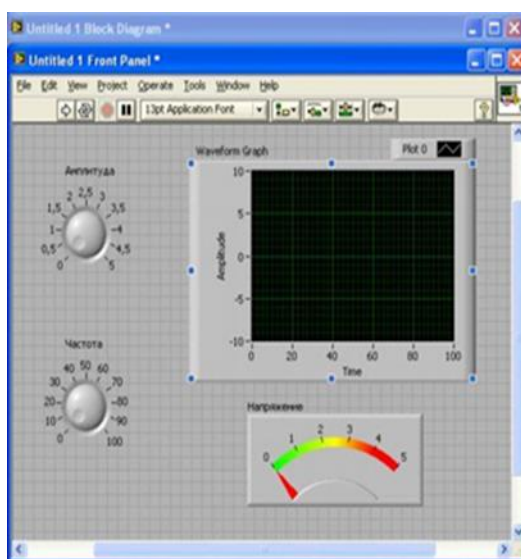 Untitled 1 Block Diagram *
Untitled 1 Front Panel *
File Edit View Project Operate Tools Window Help
13pt Application Font
Амплитуда
0 0,5 1 1,5 2 2,5 3 3,5 4 4,5 5
Waveform Graph
Plot 0
Amplitude
10
5
0
-5
-10
0 20 40 60 80 100
Time
Частота
0 10 20 30 40 50 60 70 80 90 100
Напряжение
0 1 2 3 4 5